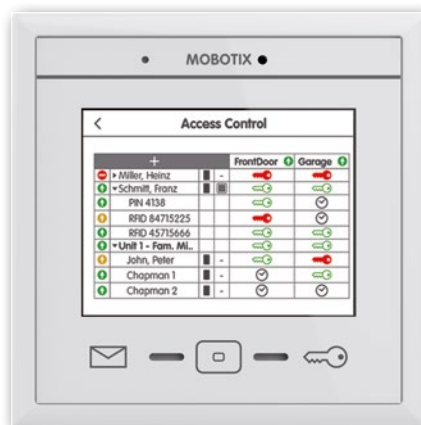 MOBOTIX
Access Control
FrontDoor Garage
Miller, Heinz -
Schmitt, Franz
PIN 4138
RFID 84715225
RFID 45715666
Unit 1 - Fam. Mi..
John, Peter -
Chapman 1 -
Chapman 2 -